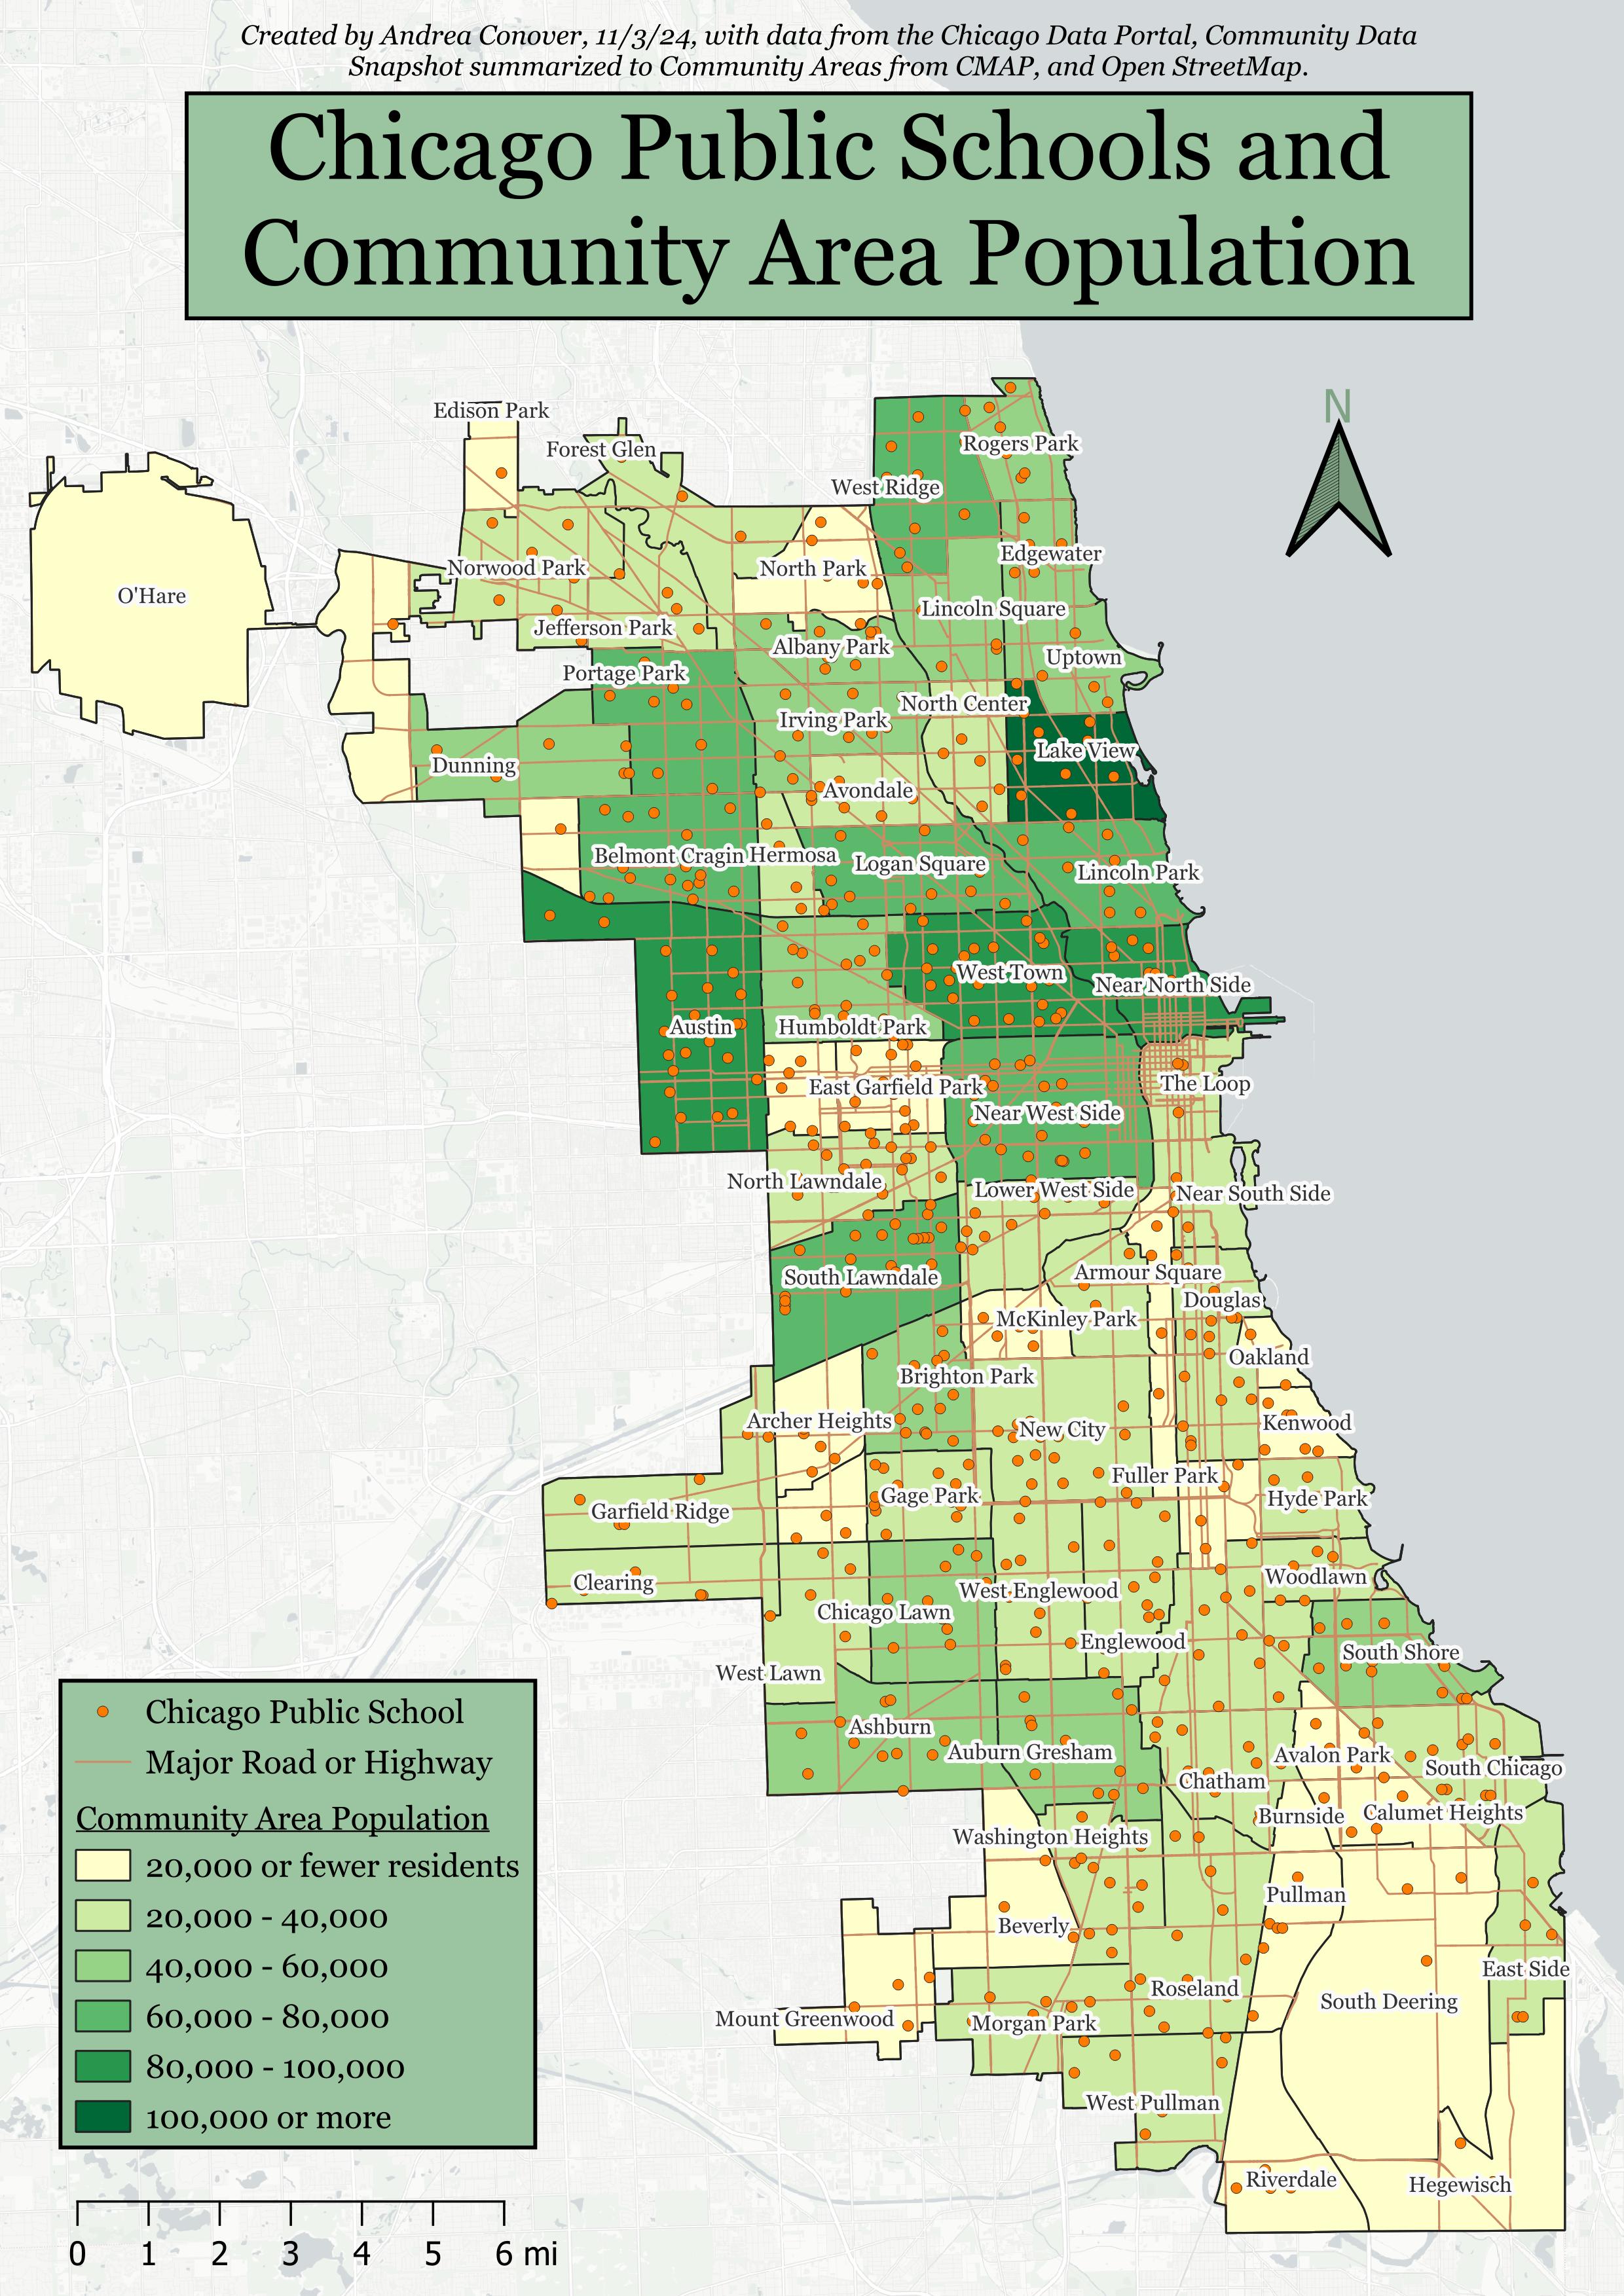 Created by Andrea Conover, 11/3/24, with data from the Chicago Data Portal, Community Data
Snapshot summarized to Community Areas from CMAP, and Open StreetMap.
Chicago Public Schools and
Community Area Population
N
Edison Park
Forest Glen
Rogers Park
West Ridge
Edgewater
Norwood Park
North Park
O'Hare
Lincoln Square
Jefferson Park
Albany Park
Uptown
Portage Park
North Center
Irving Park
Lake View
Dunning
Avondale
Belmont Cragin
Hermosa
Logan Square
Lincoln Park
West Town
Near North Side
Austin
Humboldt Park
The Loop
East Garfield Park
Near West Side
North Lawndale
Lower West Side
Near South Side
Armour Square
South Lawndale
Douglas
McKinley Park
Oakland
Brighton Park
Archer Heights
Kenwood
New City
Fuller Park
Gage Park
Hyde Park
Garfield Ridge
Clearing
Woodlawn
West Englewood
Chicago Lawn
Englewood
South Shore
West Lawn
Ashburn
Auburn Gresham
Avalon Park
South Chicago
Chatham
Burnside
Calumet Heights
Washington Heights
Pullman
Beverly
East Side
Roseland
South Deering
Mount Greenwood
Morgan Park
West Pullman
Riverdale
Hegewisch
Chicago Public School
Major Road or Highway
Community Area Population
20,000 or fewer residents
20,000 - 40,000
40,000 - 60,000
60,000 - 80,000
80,000 - 100,000
100,000 or more
0 1 2 3 4 5 6 mi